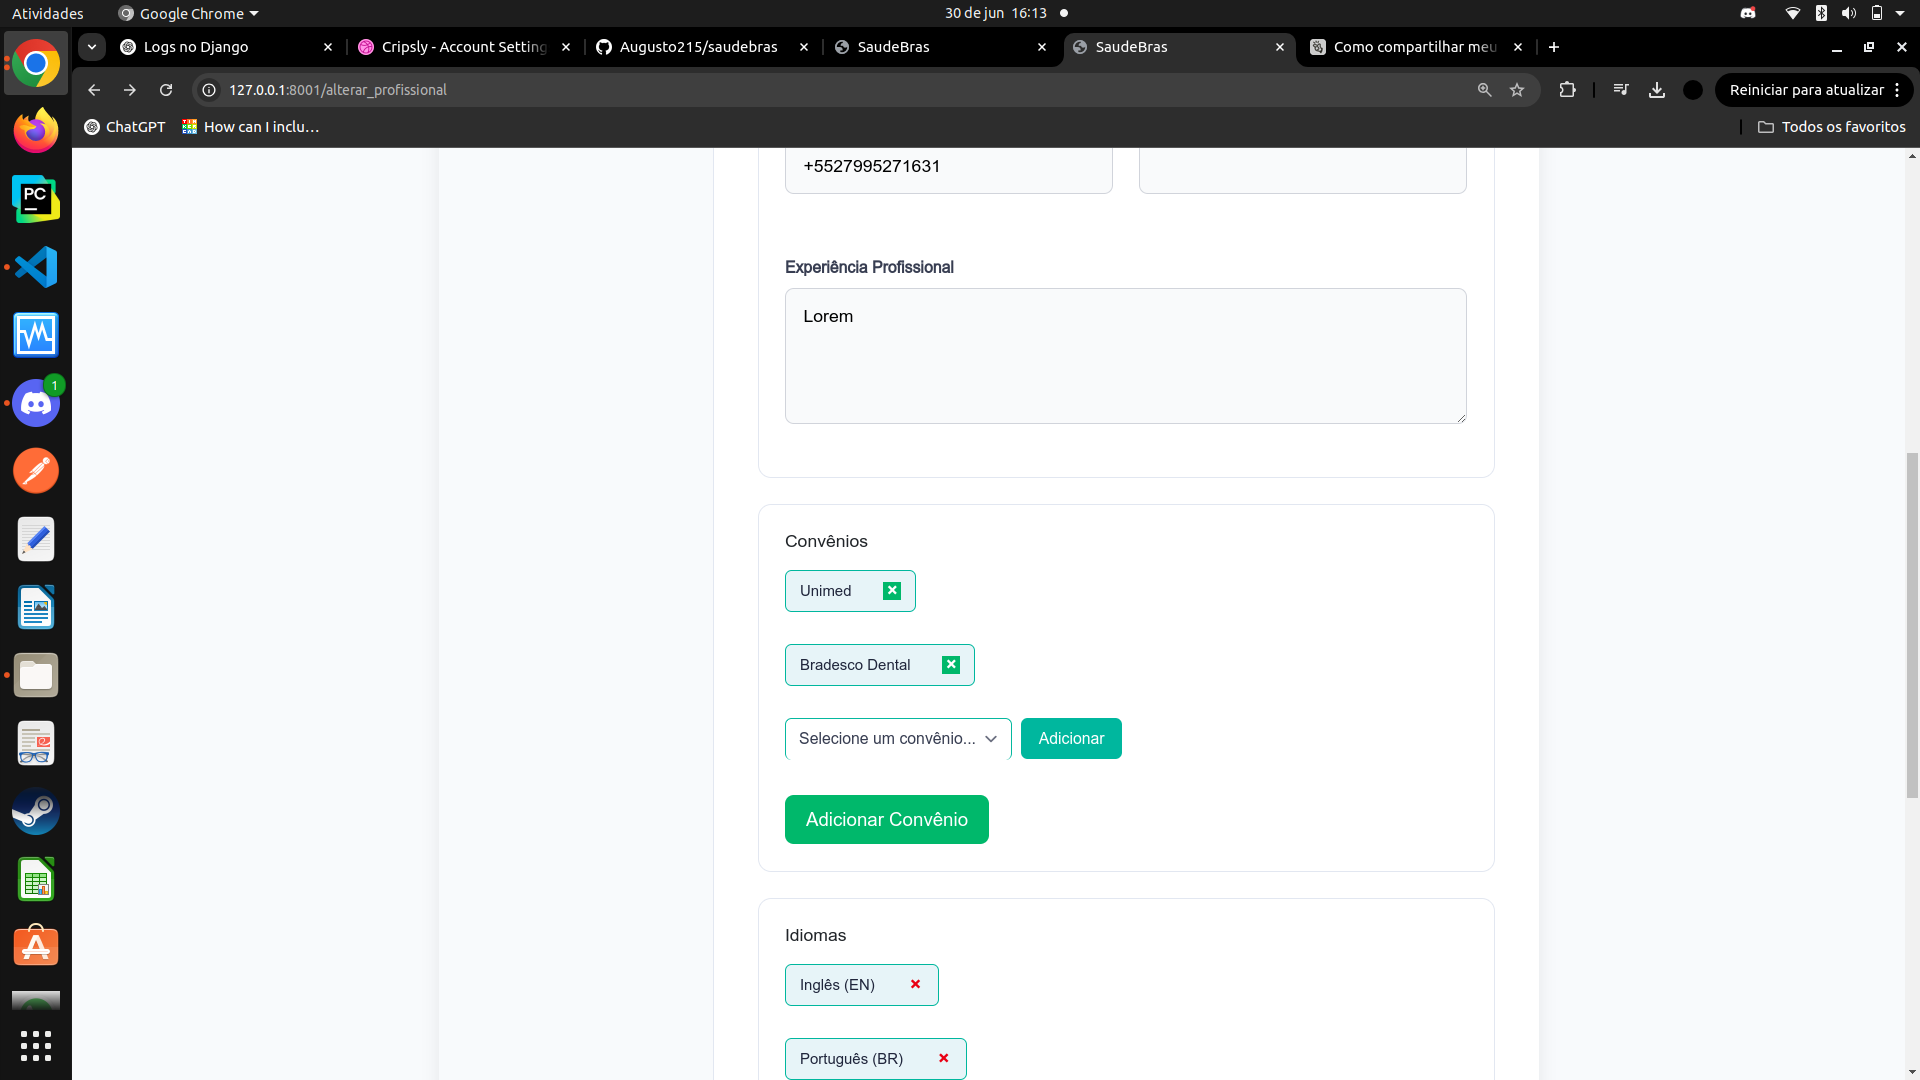 Atividades
Google Chrome
30 de jun 16:13
Logs no Django
Cripsly - Account Setting
Augusto215/saudebras
SaudeBras
SaudeBras
Como compartilhar meu
127.0.0.1:8001/alterar_profissional
Reiniciar para atualizar
ChatGPT
How can I inclu…
Todos os favoritos
+5527995271631
Experiência Profissional
Lorem
Convênios
Unimed
Bradesco Dental
Selecione um convênio...
Adicionar
Adicionar Convênio
Idiomas
Inglês (EN)
Português (BR)
PC
1